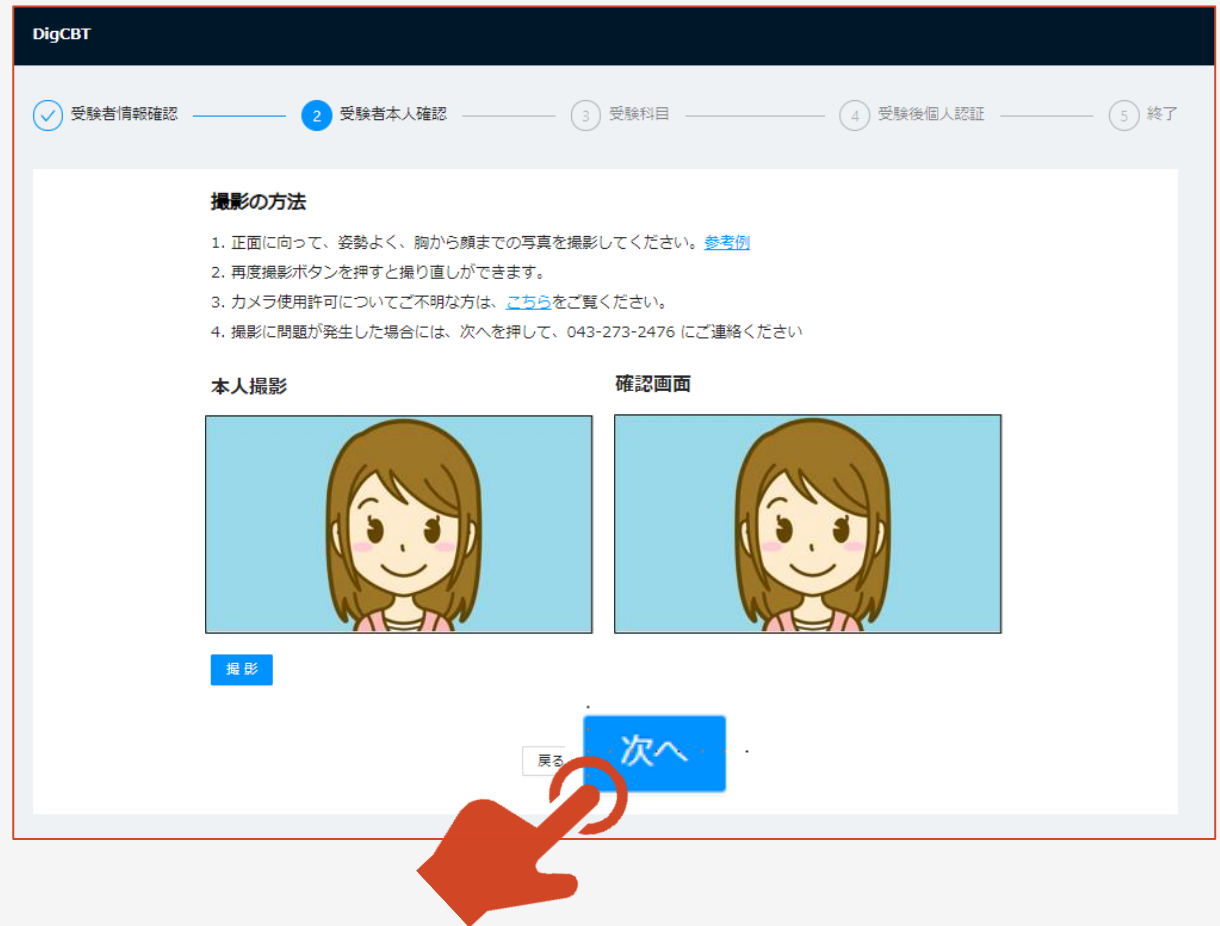 DigCBT
受験者情報確認 2 受験者本人確認 3 受験科目 4 受験後個人認証 5 終了
撮影の方法
1. 正面に向って、姿勢よく、胸から顔までの写真を撮影してください。参考例
2. 再度撮影ボタンを押すと撮り直しができます。
3. カメラ使用許可についてご不明な方は、こちらをご覧ください。
4. 撮影に問題が発生した場合には、次へを押して、043-273-2476 にご連絡ください
本人撮影 確認画面
撮 影
戻る 次へ